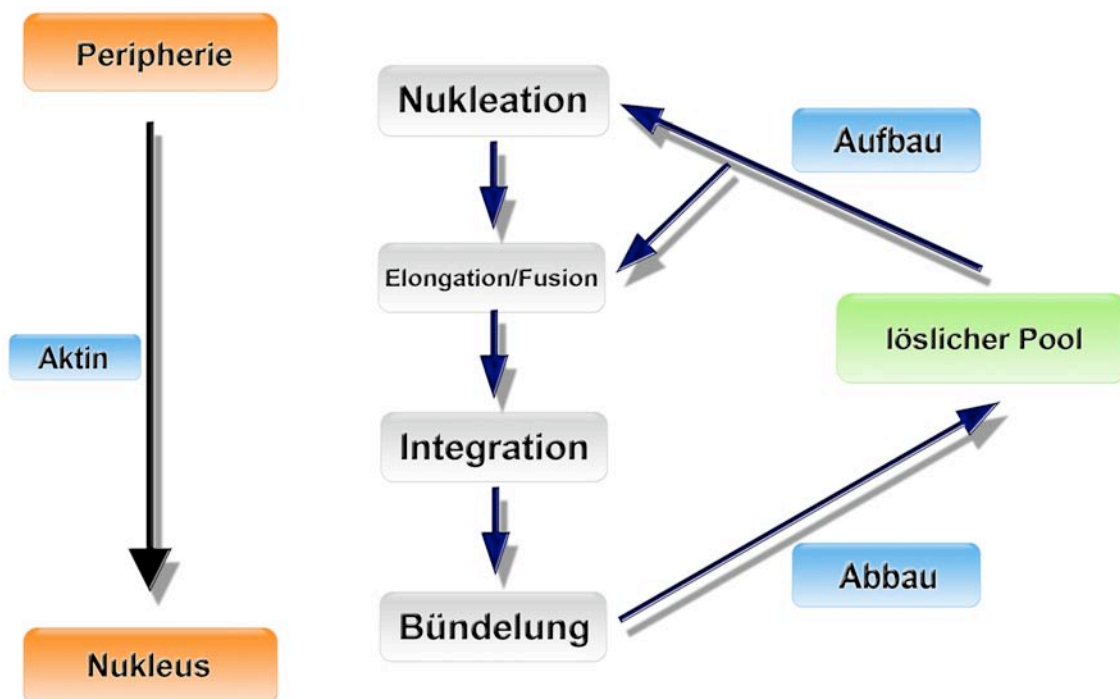 Peripherie
Nukleation
Aufbau
Elongation/Fusion
löslicher Pool
Aktin
Integration
Abbau
Bündelung
Nukleus